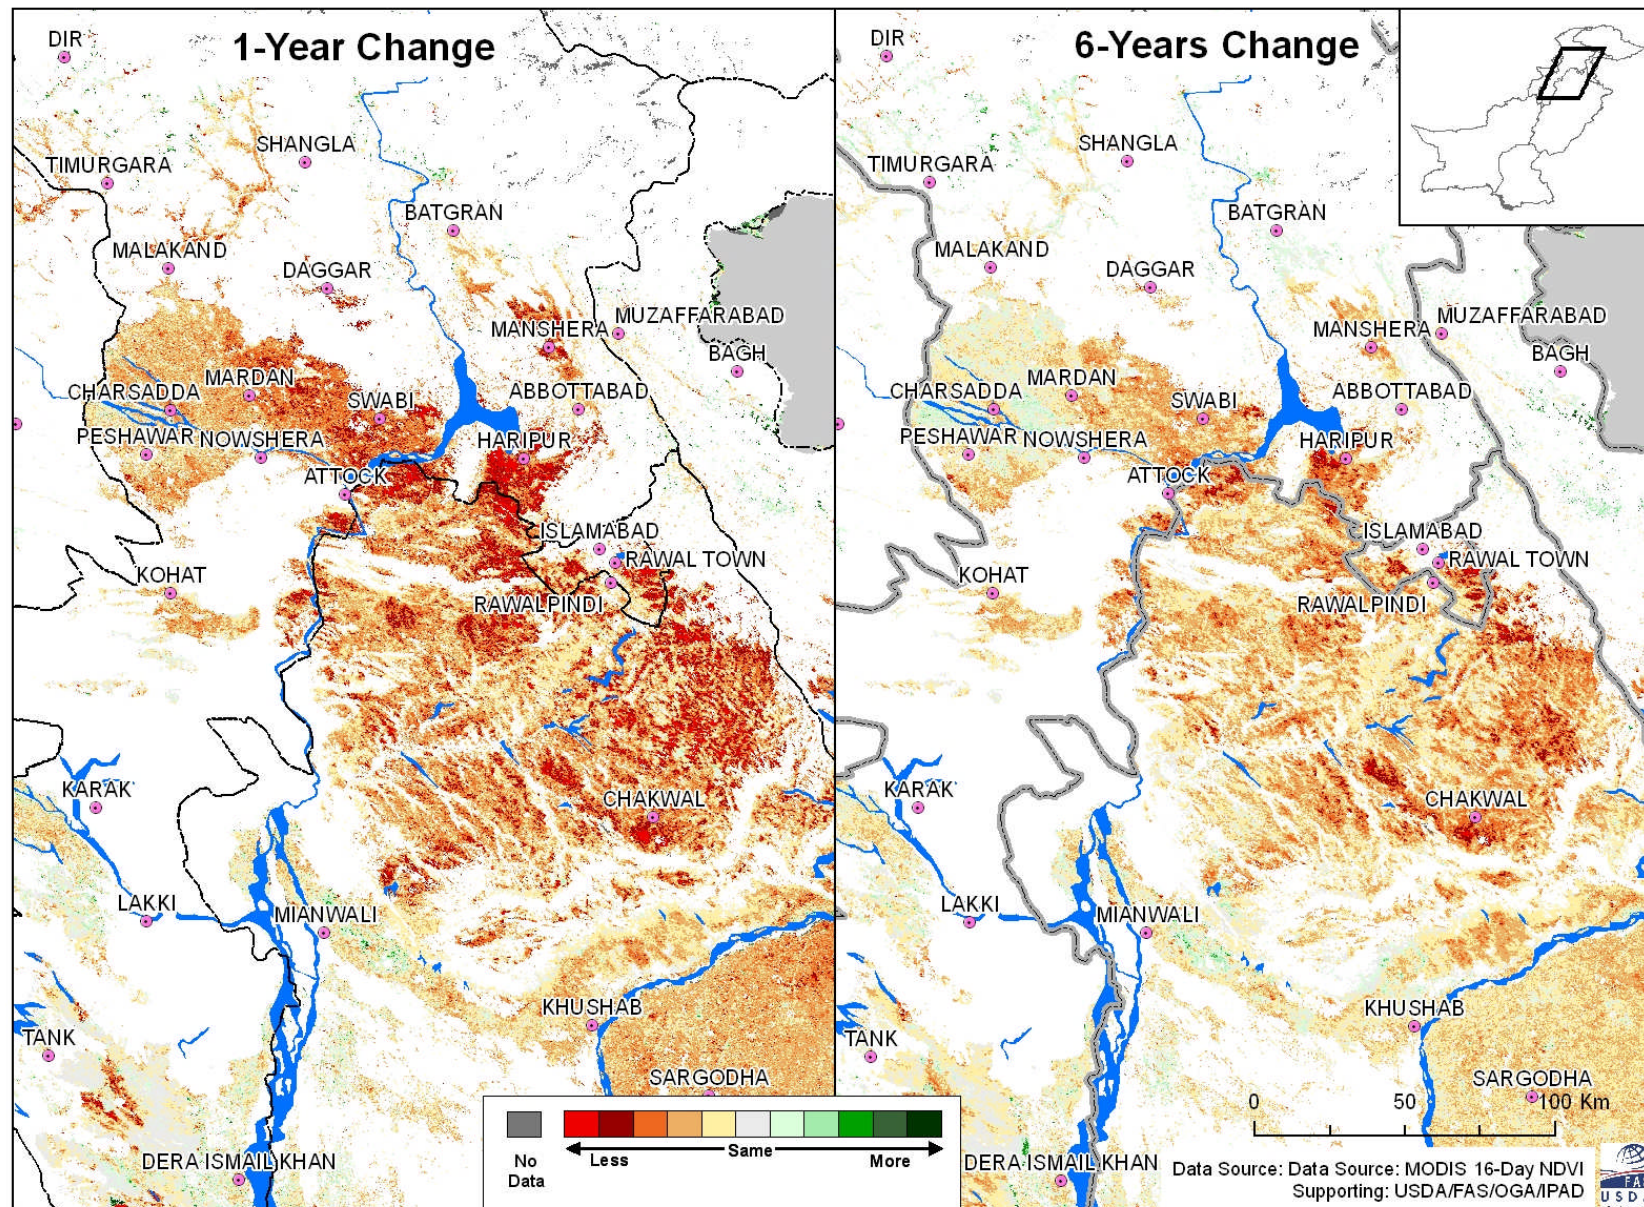 1-Year Change
DIR
SHANGLA
TIMURGARA
BATGRAN
MALAKAND
DAGGAR
MANSHERA
MUZAFFARABAD
BAGH
MARDAN
CHARSADDA
SWABI
ABBOTTABAD
PESHAWAR
NOWSHERA
HARIPUR
ATTOCK
ISLAMABAD
RAWAL TOWN
KOHAT
RAWALPINDI
KARAK
CHAKWAL
LAKKI
MIANWALI
KHUSHAB
TANK
SARGODHA
DERA ISMAIL KHAN
No
Data
Less
Same
More
6-Years Change
DIR
SHANGLA
TIMURGARA
BATGRAN
MALAKAND
DAGGAR
MANSHERA
MUZAFFARABAD
BAGH
MARDAN
CHARSADDA
SWABI
ABBOTTABAD
PESHAWAR
NOWSHERA
HARIPUR
ATTOCK
ISLAMABAD
RAWAL TOWN
KOHAT
RAWALPINDI
KARAK
CHAKWAL
LAKKI
MIANWALI
KHUSHAB
TANK
SARGODHA
0 50 100 Km
DERA ISMAIL KHAN
Data Source: Data Source: MODIS 16-Day NDVI
Supporting: USDA/FAS/OGA/IPAD